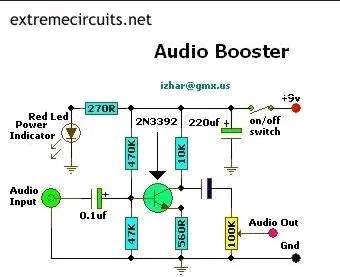 extremecircuits.net
Audio Booster
izhar@gmx.us
+9v
270R
on/off
switch
Red Led
Power
Indicator
2N3392
220uf
+
470K
10K
Audio
Input
+
0.1uf
47K
560R
100K
Audio Out
Gnd